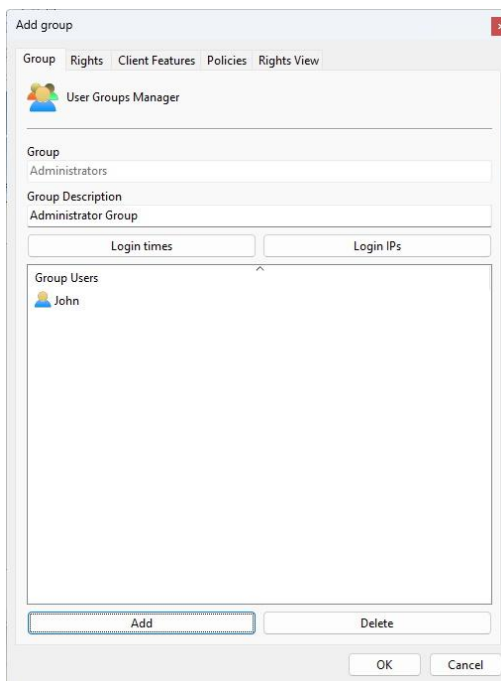 Add group
Group Rights Client Features Policies Rights View
User Groups Manager
Group
Administrators
Group Description
Administrator Group
Login times Login IPs
Group Users
John
Add Delete
OK Cancel